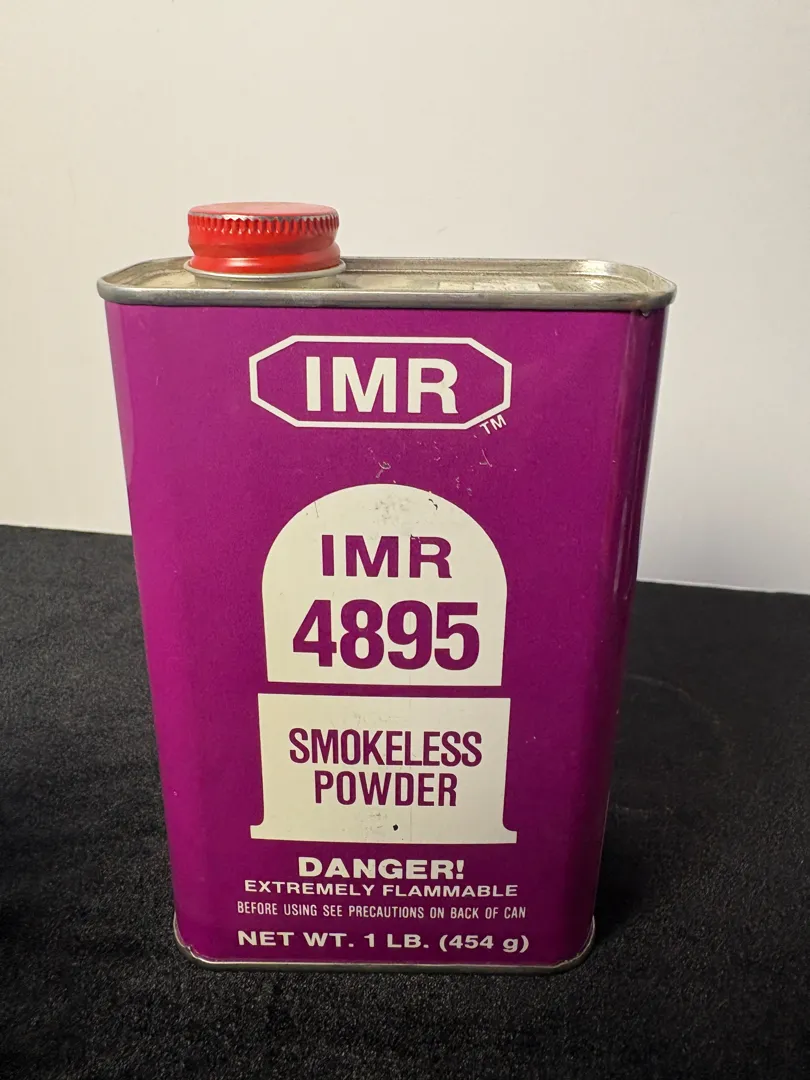 IMR
TM
IMR
4895
SMOKELESS
POWDER
DANGER!
EXTREMELY FLAMMABLE
BEFORE USING SEE PRECAUTIONS ON BACK OF CAN
NET WT. 1 LB. (454 g)